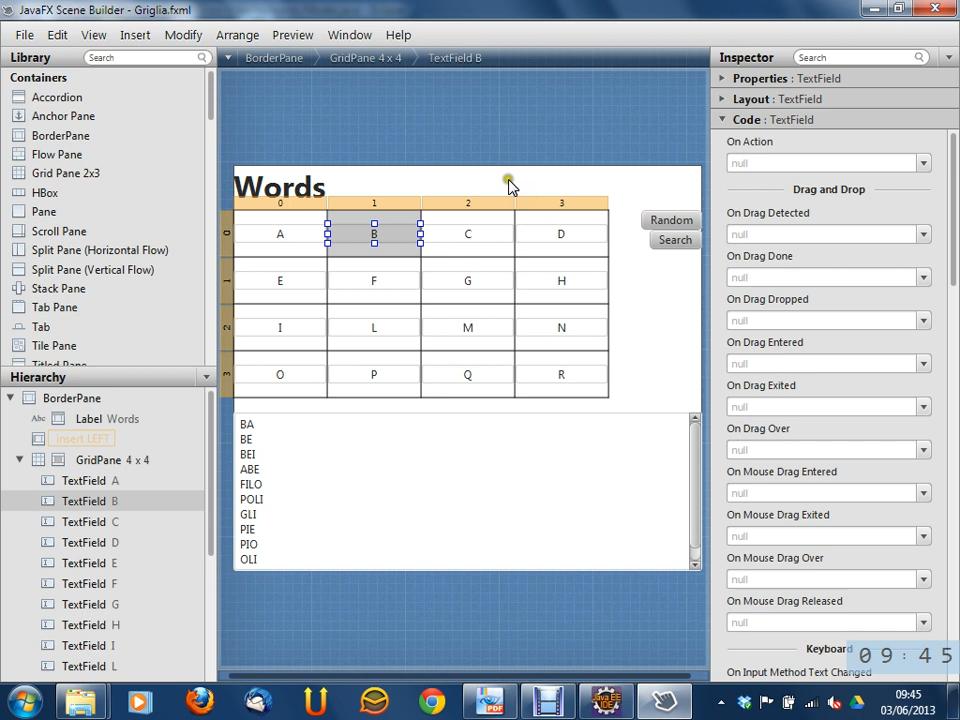 JavaFX Scene Builder - Griglia.fxml
File Edit View Insert Modify Arrange Preview Window Help
Library Search
Containers
Accordion
Anchor Pane
BorderPane
Flow Pane
Grid Pane 2x3
HBox
Pane
Scroll Pane
Split Pane (Horizontal Flow)
Split Pane (Vertical Flow)
Stack Pane
Tab Pane
Tab
Tile Pane
Titled Pane
Hierarchy
BorderPane
Abc Label Words
insert LEFT
GridPane 4 x 4
TextField A
TextField B
TextField C
TextField D
TextField E
TextField F
TextField G
TextField H
TextField I
TextField L
BorderPane GridPane 4 x 4 TextField B
Words
0 1 2 3
0 A B C D
1 E F G H
2 I L M N
3 O P Q R
Random
Search
BA
BE
BEI
ABE
FILO
POLI
GLI
PIE
PIO
OLI
Inspector Search
Properties : TextField
Layout : TextField
Code : TextField
On Action
null
Drag and Drop
On Drag Detected
null
On Drag Done
null
On Drag Dropped
null
On Drag Entered
null
On Drag Exited
null
On Drag Over
null
On Mouse Drag Entered
null
On Mouse Drag Exited
null
On Mouse Drag Over
null
On Mouse Drag Released
null
Keyboard
09:45
On Input Method Text Changed
PDF
Java EE
IDE
09:45
03/06/2013